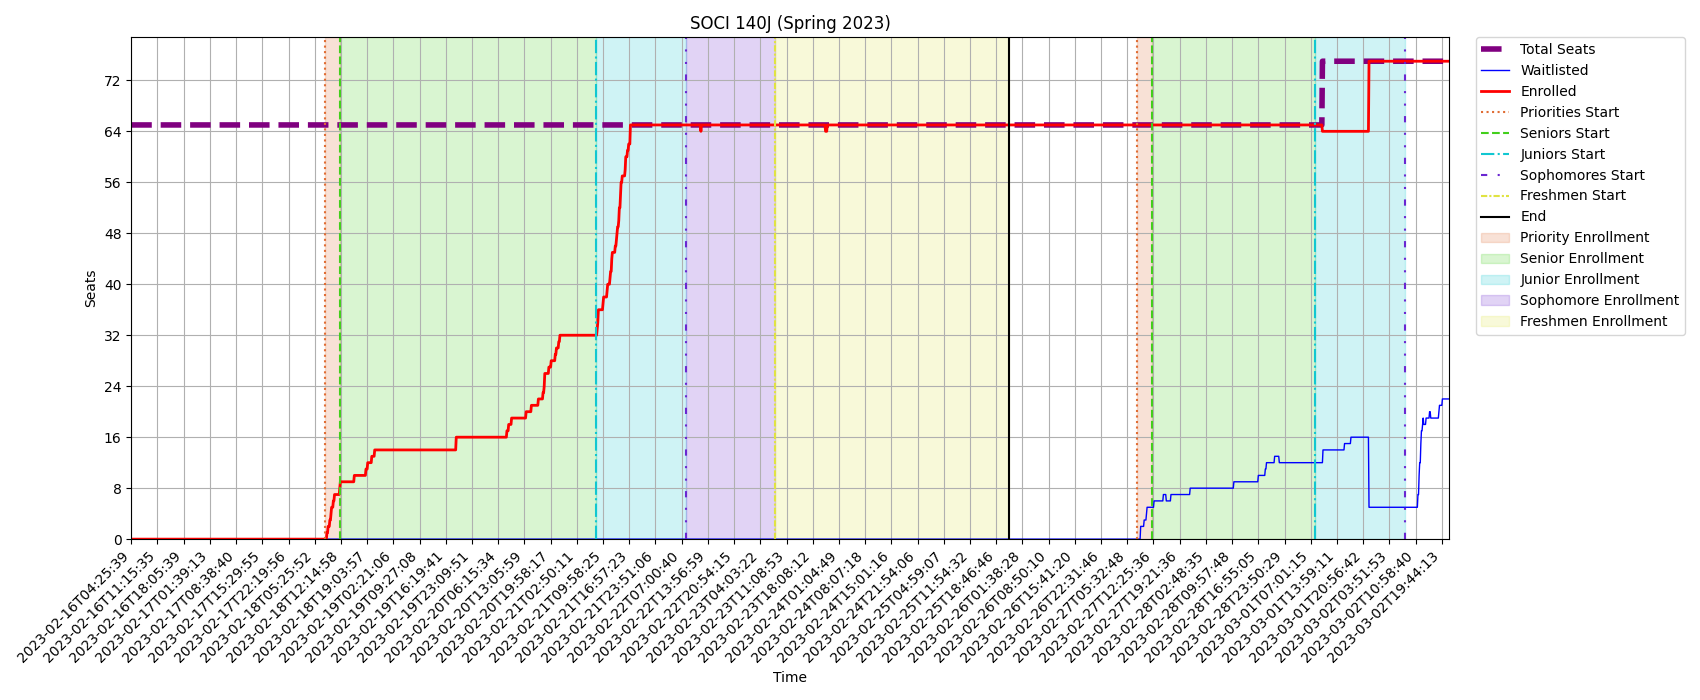 SOCI 140J (Spring 2023)
Seats
72
64
56
48
40
32
24
16
8
0
2023-02-16T04:25:39
2023-02-16T11:15:35
2023-02-16T18:05:39
2023-02-17T01:39:13
2023-02-17T08:38:40
2023-02-17T15:29:55
2023-02-17T22:19:56
2023-02-18T05:25:52
2023-02-18T12:14:58
2023-02-18T19:03:57
2023-02-19T02:21:06
2023-02-19T09:27:08
2023-02-19T16:19:41
2023-02-19T23:09:51
2023-02-20T06:15:34
2023-02-20T13:05:59
2023-02-20T19:58:17
2023-02-21T02:50:11
2023-02-21T09:58:25
2023-02-21T16:57:23
2023-02-21T23:51:06
2023-02-22T07:00:40
2023-02-22T13:56:59
2023-02-22T20:54:15
2023-02-23T04:03:22
2023-02-23T11:08:53
2023-02-23T18:08:12
2023-02-24T01:04:49
2023-02-24T08:07:18
2023-02-24T15:01:16
2023-02-24T21:54:06
2023-02-25T04:59:07
2023-02-25T11:54:32
2023-02-25T18:46:46
2023-02-26T01:38:28
2023-02-26T08:50:10
2023-02-26T15:41:20
2023-02-26T22:31:46
2023-02-27T05:32:48
2023-02-27T12:25:36
2023-02-27T19:21:36
2023-02-28T02:48:35
2023-02-28T09:57:48
2023-02-28T16:55:05
2023-02-28T23:50:29
2023-03-01T07:01:15
2023-03-01T13:59:11
2023-03-01T20:56:42
2023-03-02T03:51:53
2023-03-02T10:58:40
2023-03-02T19:44:13
Time
Total Seats
Waitlisted
Enrolled
Priorities Start
Seniors Start
Juniors Start
Sophomores Start
Freshmen Start
End
Priority Enrollment
Senior Enrollment
Junior Enrollment
Sophomore Enrollment
Freshmen Enrollment